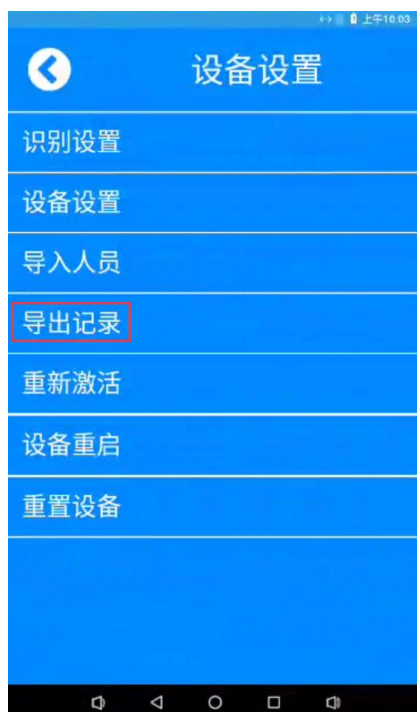 上午10:03
设备设置
识别设置
设备设置
导入人员
导出记录
重新激活
设备重启
重置设备